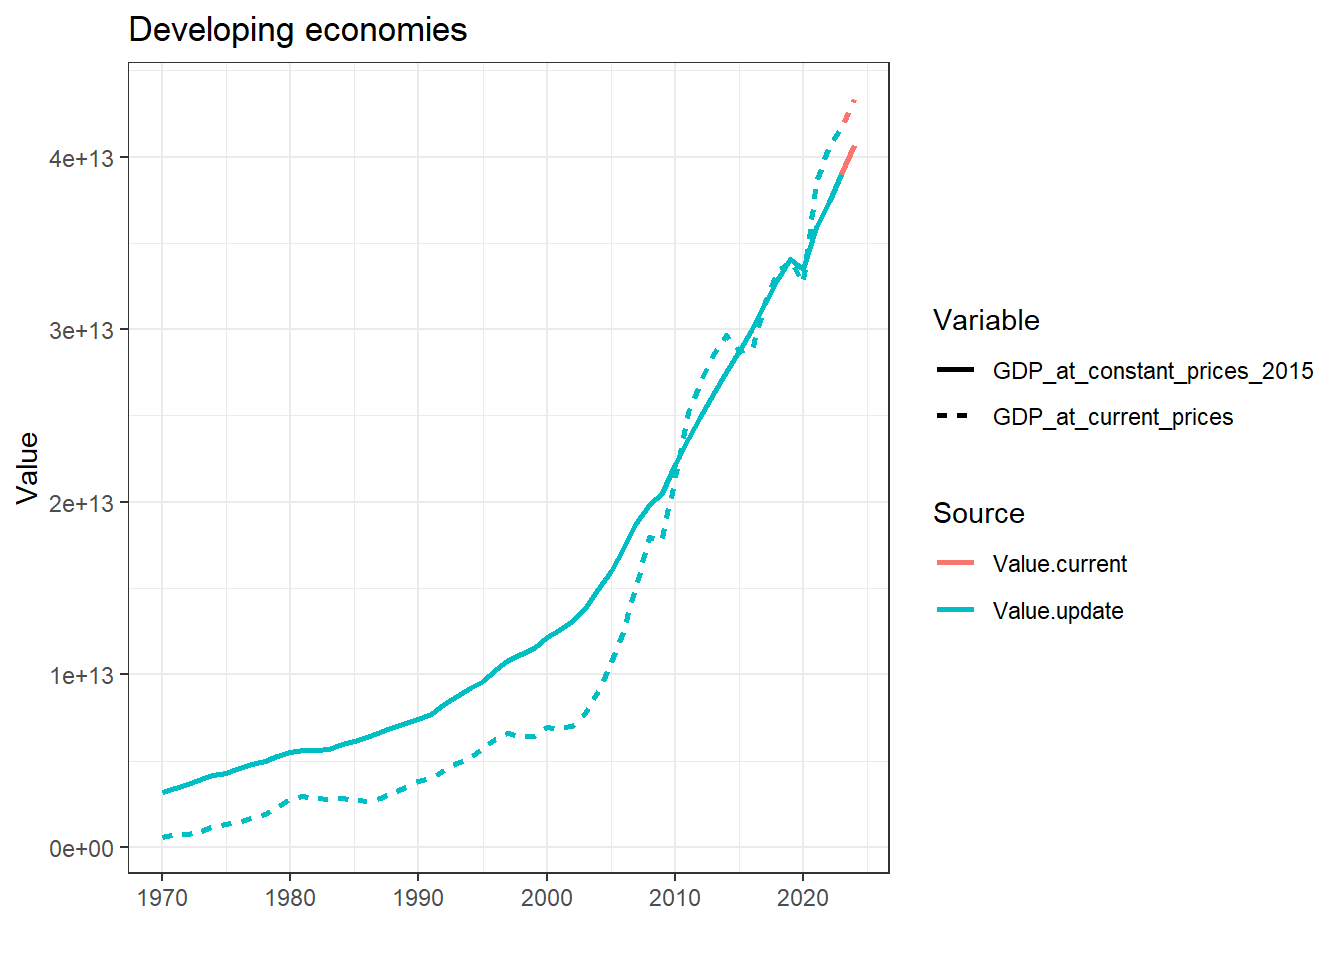 Developing economies
Value
4e+13
3e+13
2e+13
1e+13
0e+00
1970 1980 1990 2000 2010 2020
Variable
GDP_at_constant_prices_2015
GDP_at_current_prices
Source
Value.current
Value.update